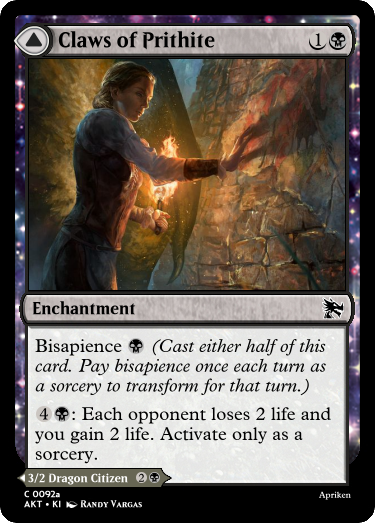 Claws of Prithite 1
Enchantment
Bisapience (Cast either half of this
card. Pay bisapience once each turn as
a sorcery to transform for that turn.)
4 : Each opponent loses 2 life and
you gain 2 life. Activate only as a
sorcery.
3/2 Dragon Citizen 2
C 0092a
Apriken
AKT • KI RANDY VARGAS